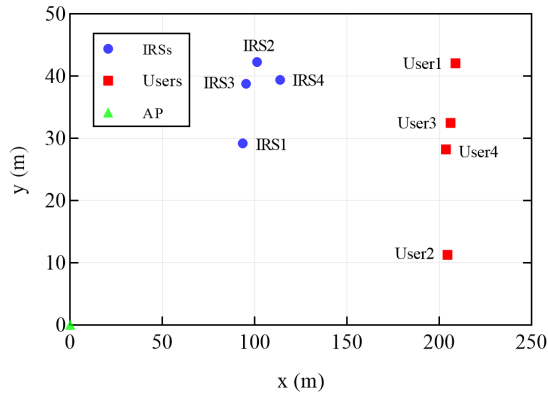 50
IRSs
Users
AP
IRS2
IRS3
IRS4
User1
40
User3
30
IRS1
User4
y (m)
20
User2
10
0
0
50
100
150
200
250
x (m)